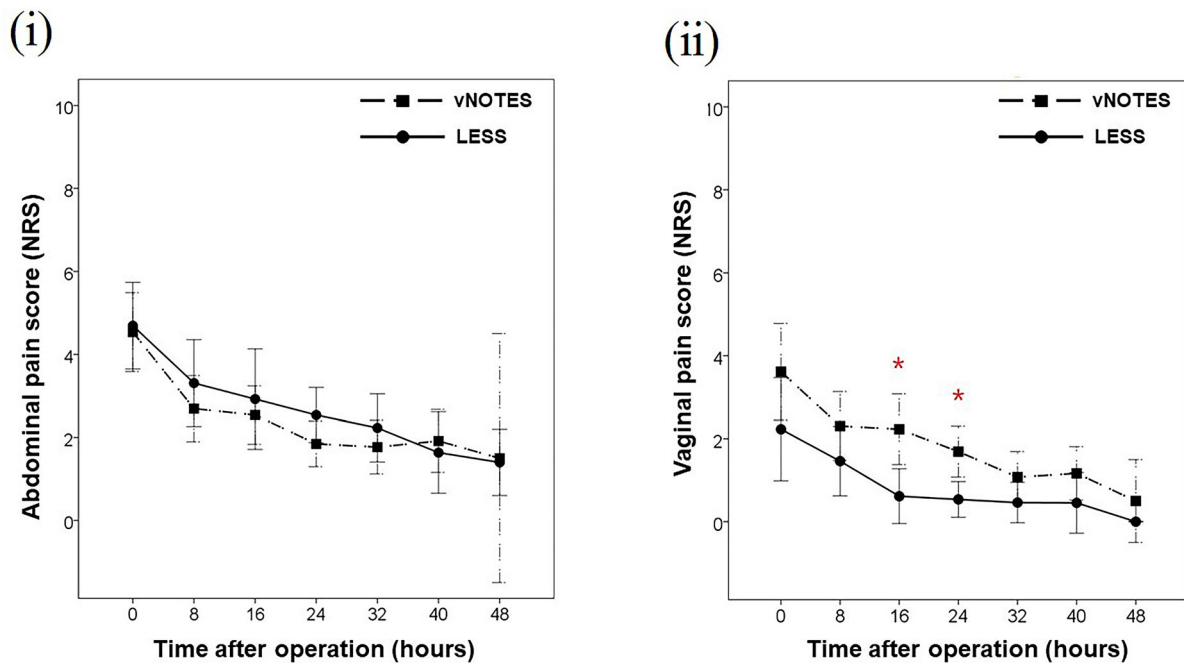 (i)
vNOTES
LESS
10
8
6
4
2
0
Abdominal pain score (NRS)
0 8 16 24 32 40 48
Time after operation (hours)
(ii)
vNOTES
LESS
10
8
6
4
2
0
Vaginal pain score (NRS)
*
*
0 8 16 24 32 40 48
Time after operation (hours)